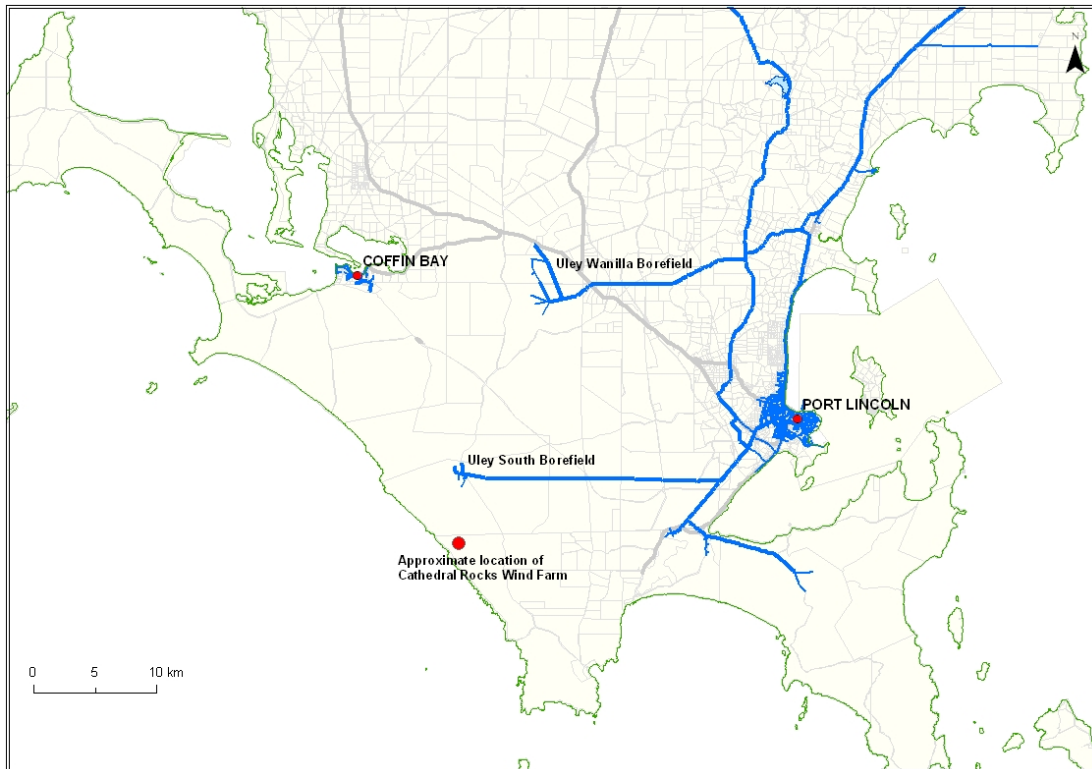 N
COFFIN BAY
Uley Wanilla Borefield
PORT LINCOLN
Uley South Borefield
Approximate location of
Cathedral Rocks Wind Farm
0 5 10 km